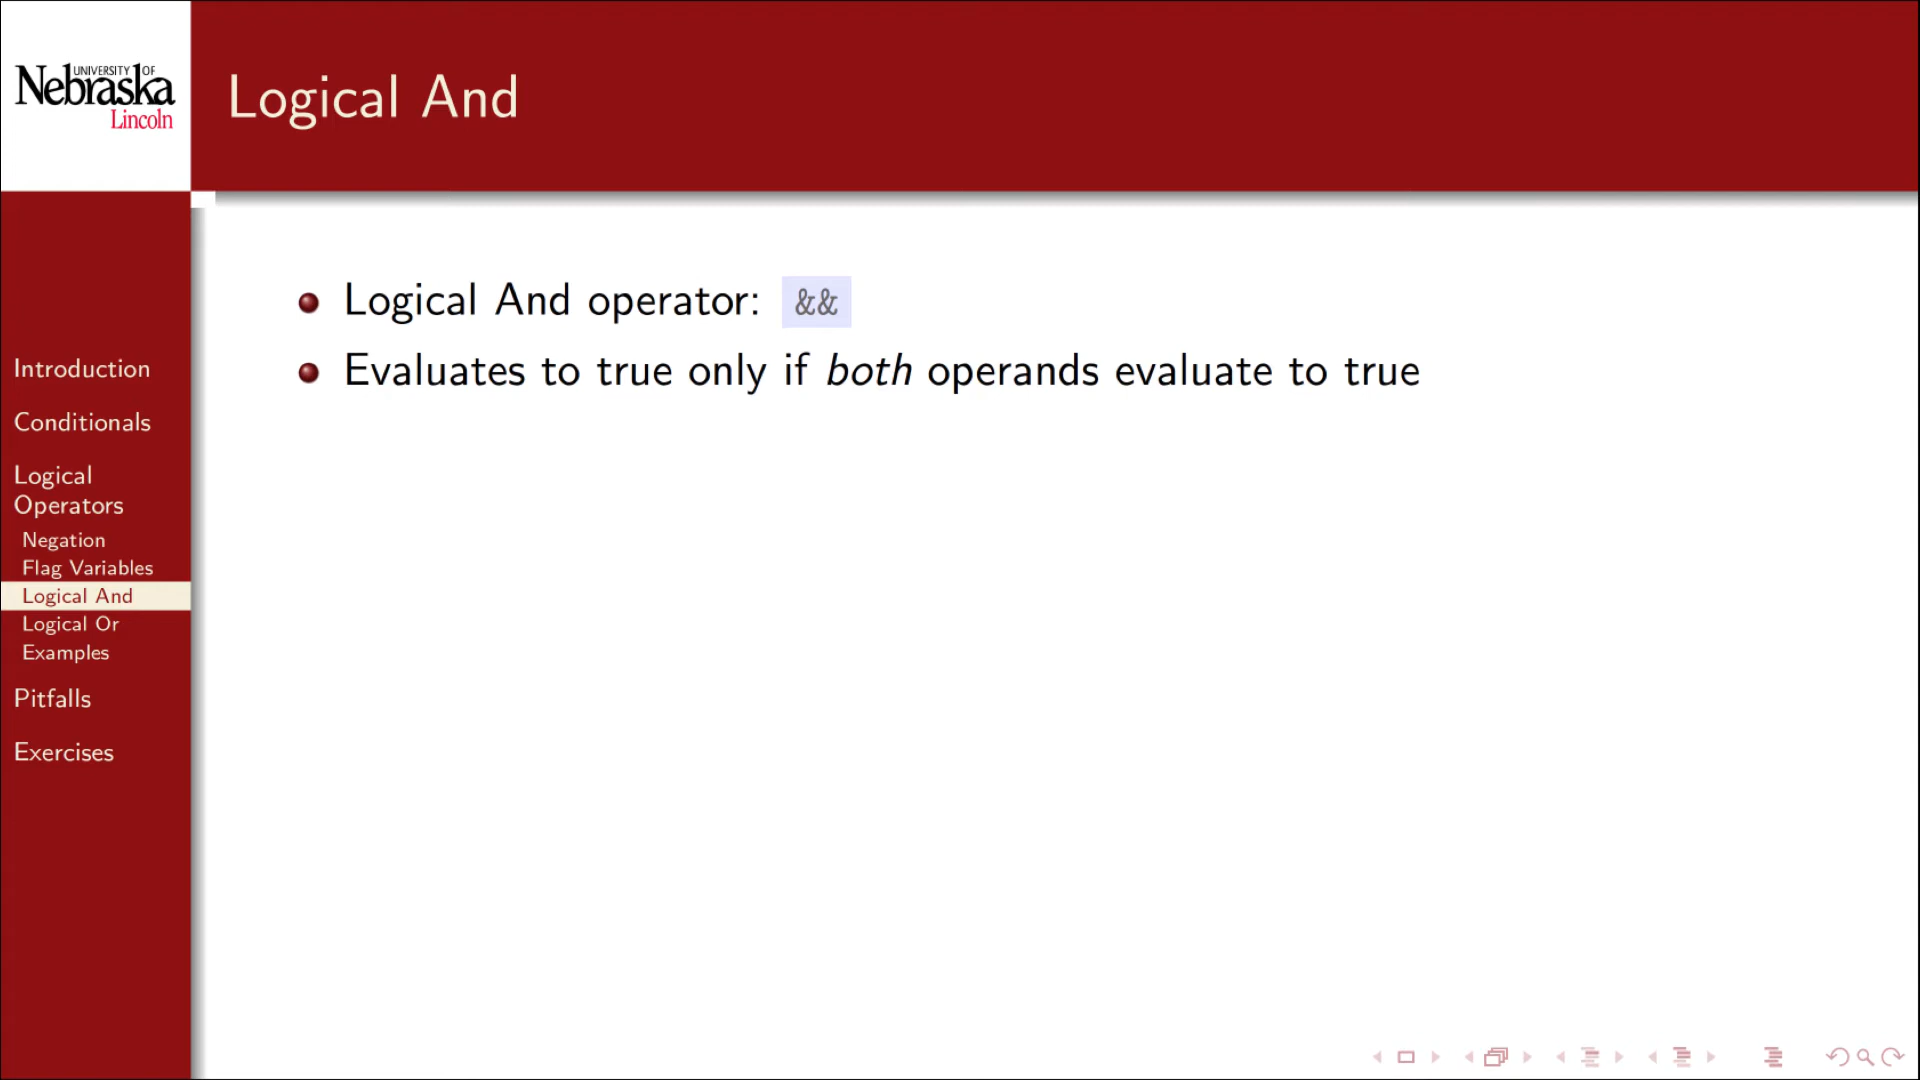 UNIVERSITY OF
Nebraska
Lincoln
Logical And
Introduction
Conditionals
Logical
Operators
Negation
Flag Variables
Logical And
Logical Or
Examples
Pitfalls
Exercises
Logical And operator: &&
Evaluates to true only if both operands evaluate to true